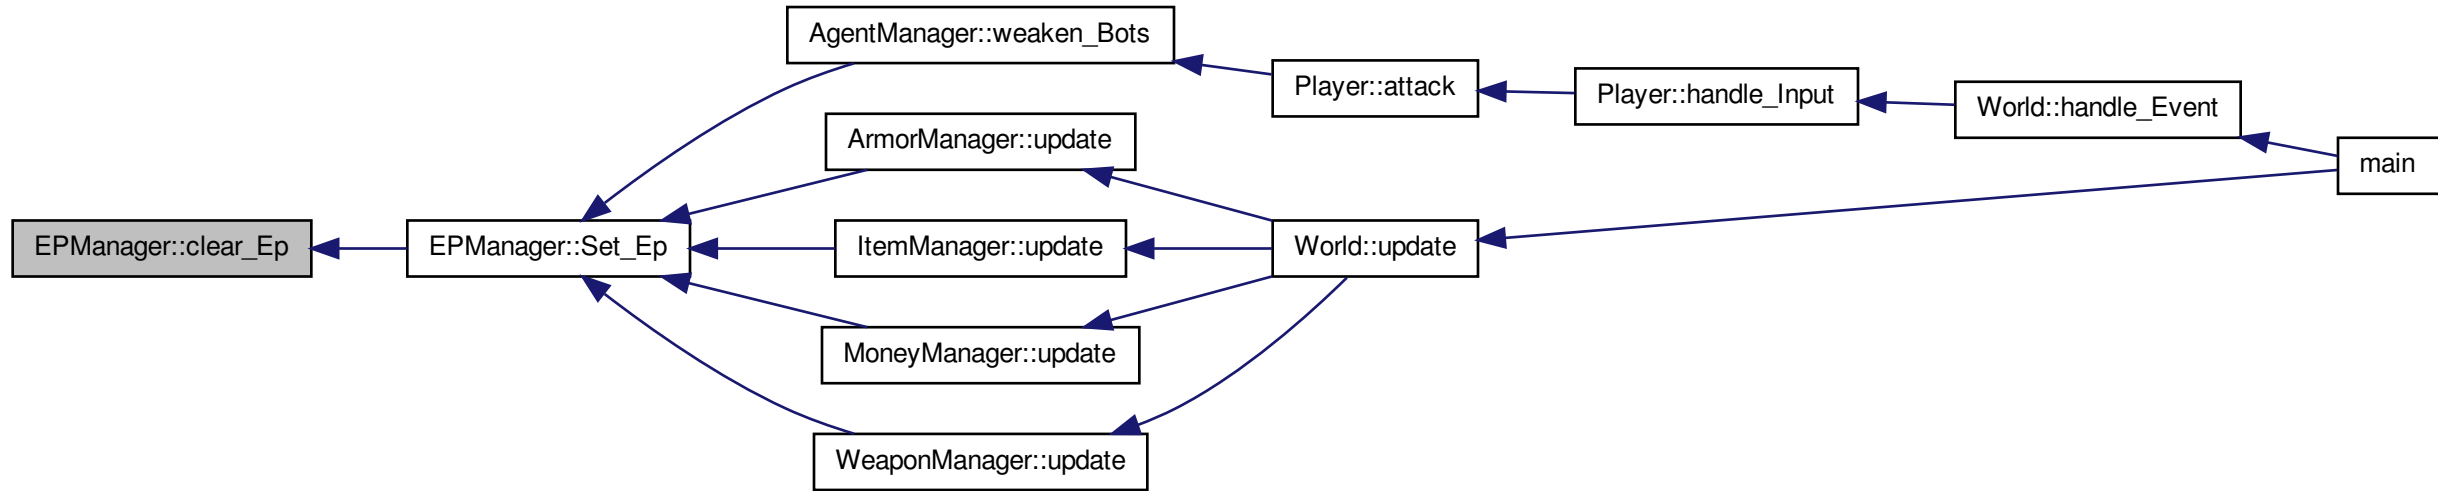 AgentManager::weaken_Bots
Player::attack
Player::handle_Input
World::handle_Event
ArmorManager::update
main
EPManager::clear_Ep
EPManager::Set_Ep
ItemManager::update
World::update
MoneyManager::update
WeaponManager::update